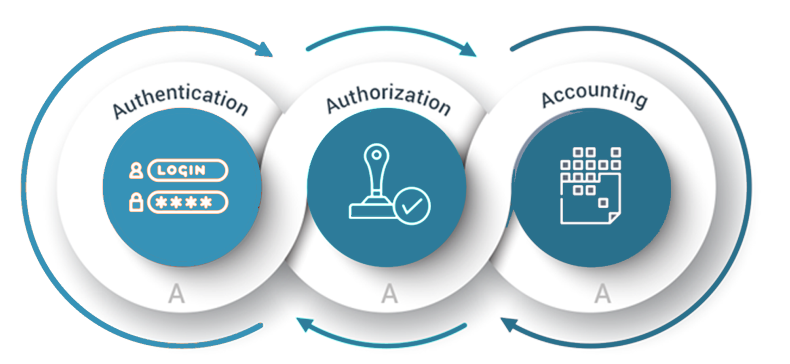 Authentication
Authorization
Accounting
LOGIN
****
A
A
A